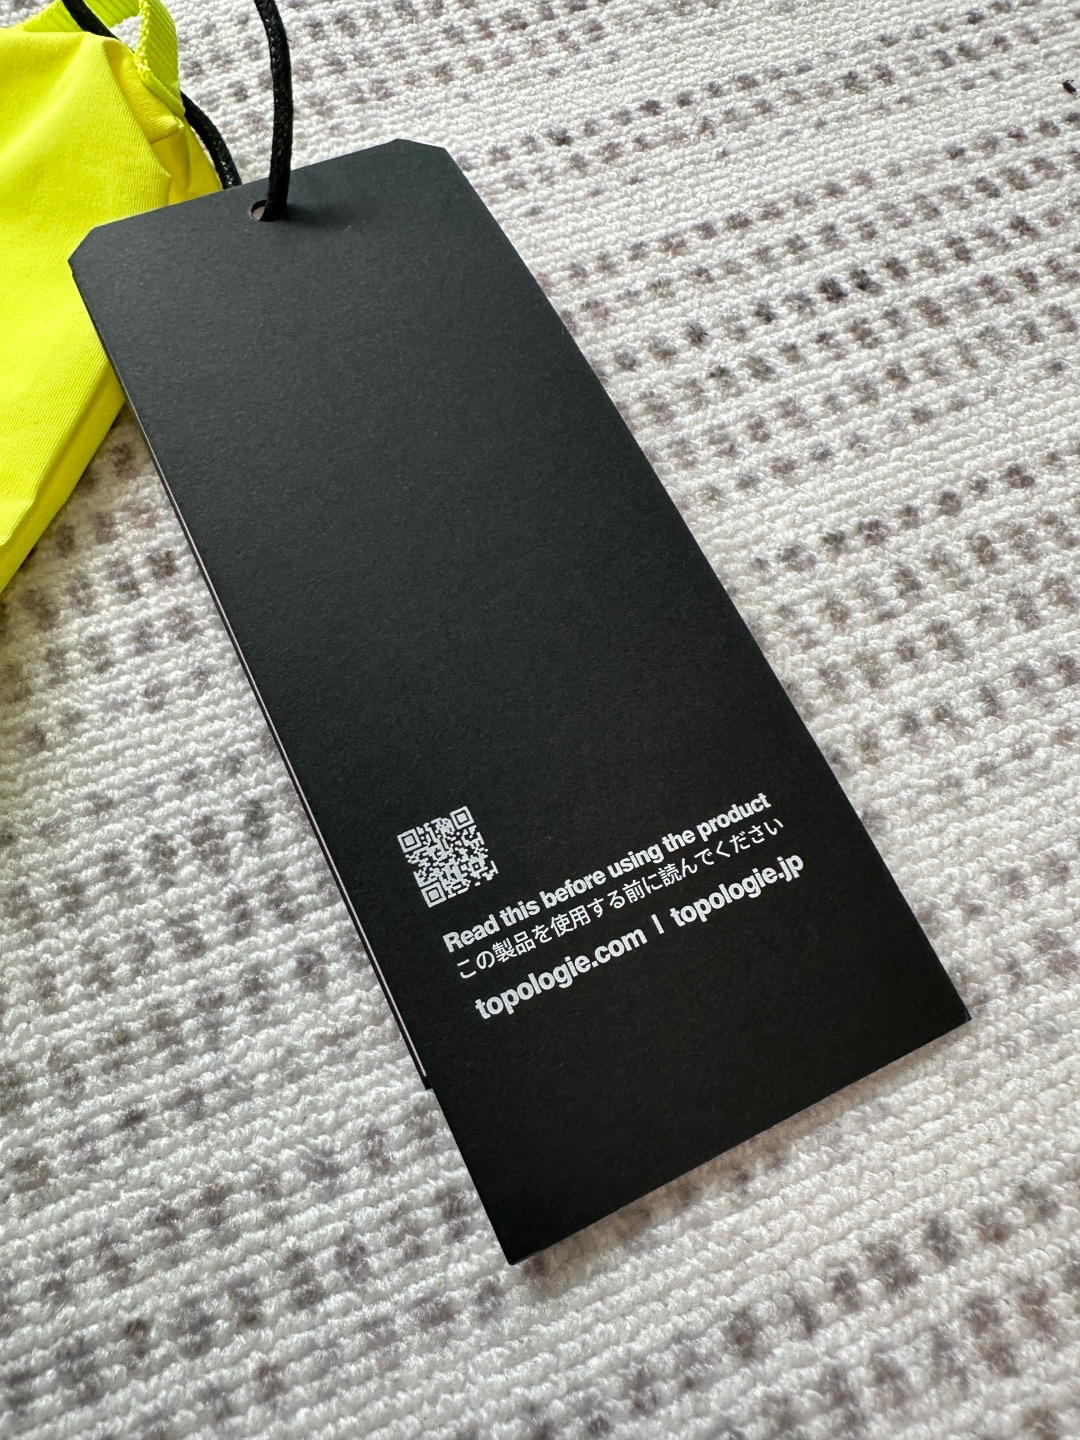 Read this before using the product
この製品を使用する前に読んでください
topologie.com | topologie.jp